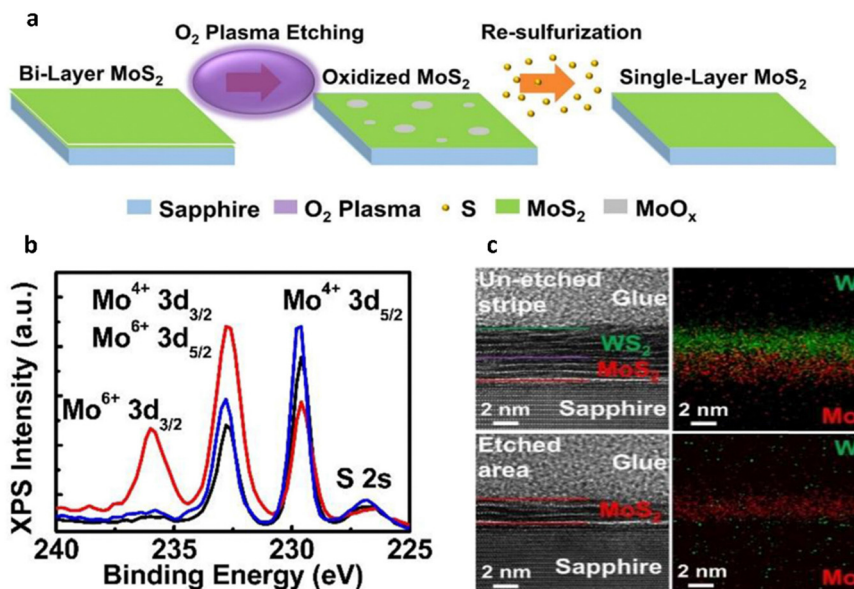 a
O₂ Plasma Etching
Re-sulfurization
Bi-Layer MoS₂
Oxidized MoS₂
Single-Layer MoS₂
Sapphire
O₂ Plasma
S
MoS₂
MoOₓ
b
XPS Intensity (a.u.)
Mo⁴⁺ 3d₃/₂
Mo⁶⁺ 3d₅/₂
Mo⁴⁺ 3d₅/₂
Mo⁶⁺ 3d₃/₂
S 2s
240
235
230
225
Binding Energy (eV)
c
Un-etched
stripe
Glue
WS₂
MoS₂
2 nm
Sapphire
W
2 nm
Mo
Etched
area
Glue
MoS₂
2 nm
Sapphire
W
2 nm
Mo